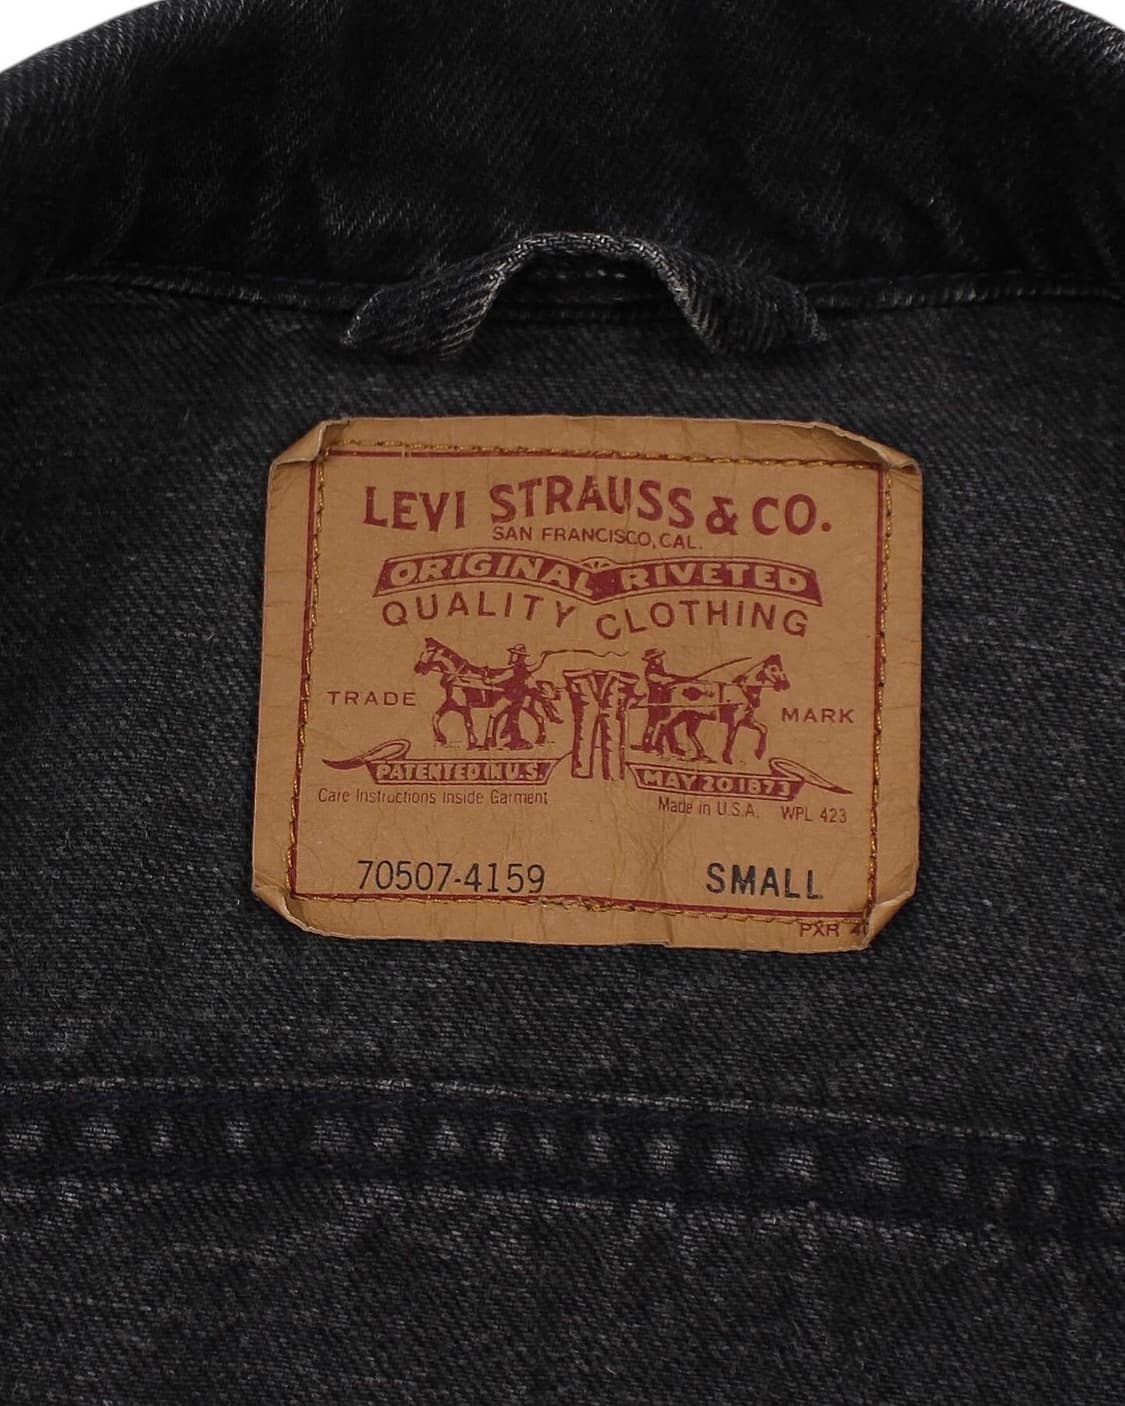 LEVI STRAUSS & CO.
SAN FRANCISCO, CAL.
ORIGINAL RIVETED
QUALITY CLOTHING
TRADE MARK
PATENTED IN U.S. MAY 20 1873
Care Instructions Inside Garment Made in U.S.A. WPL 423
70507-4159 SMALL
PXR